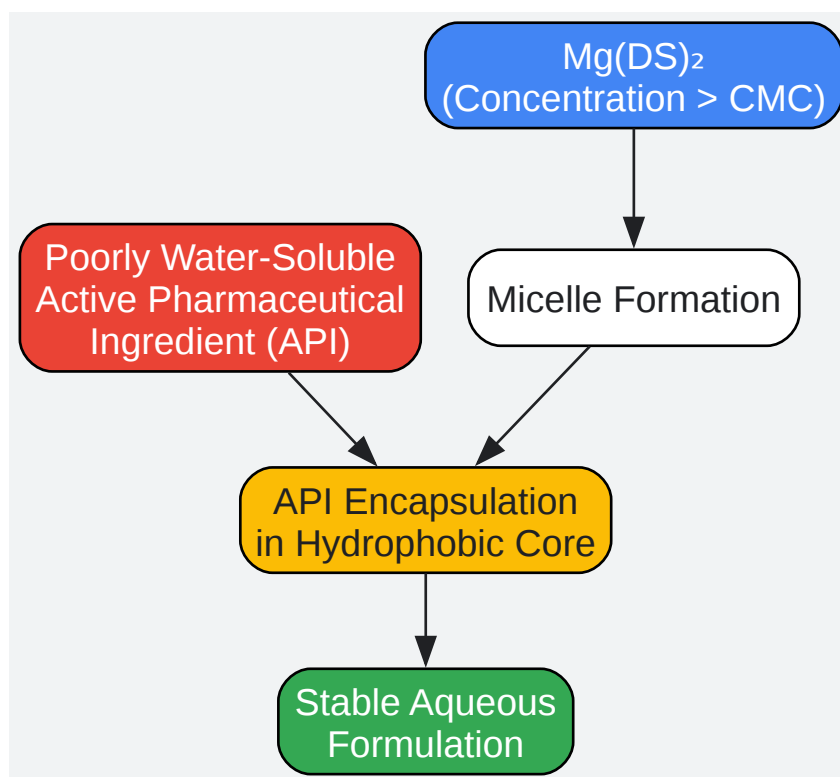 Mg(DS)₂
(Concentration > CMC)
Poorly Water-Soluble
Active Pharmaceutical
Ingredient (API)
Micelle Formation
API Encapsulation
in Hydrophobic Core
Stable Aqueous
Formulation